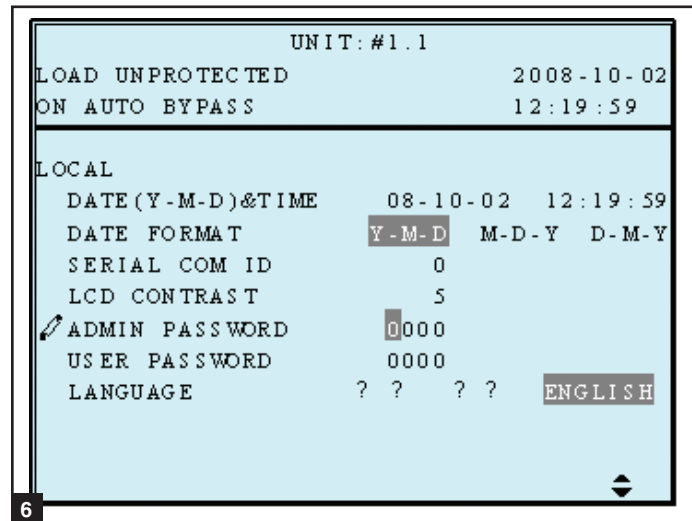 UNIT:#1.1
LOAD UNPROTECTED 2008-10-02
ON AUTO BYPASS 12:19:59
LOCAL
DATE(Y-M-D)&TIME 08-10-02 12:19:59
DATE FORMAT Y-M-D M-D-Y D-M-Y
SERIAL COM ID 0
LCD CONTRAST 5
ADMIN PASSWORD 0000
USER PASSWORD 0000
LANGUAGE ? ? ? ? ENGLISH
6